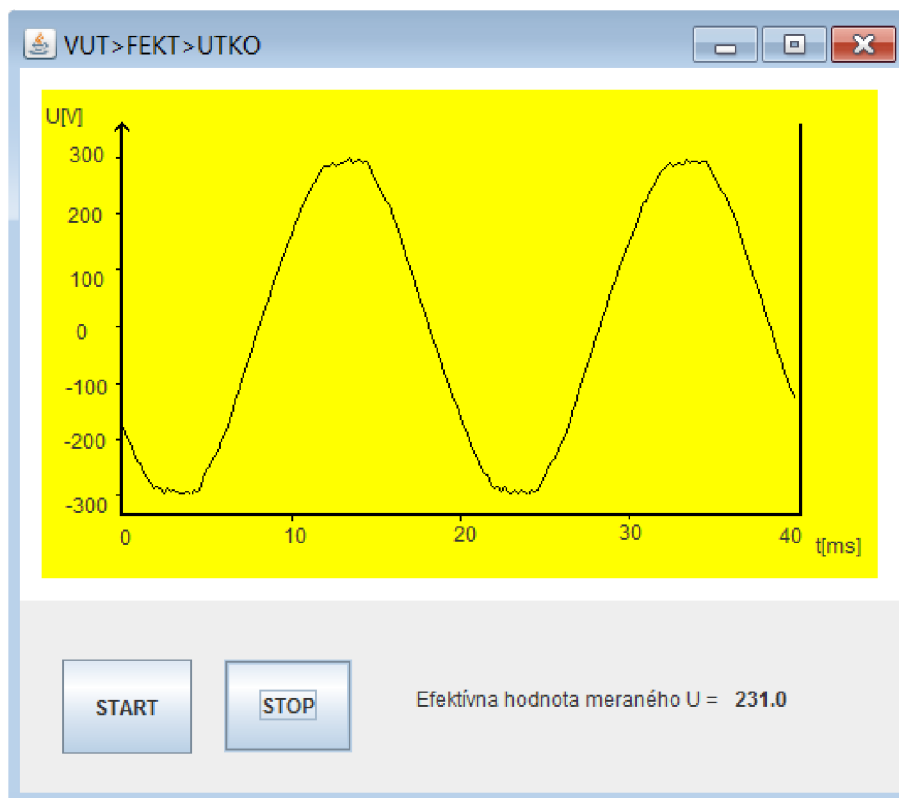 VUT>FEKT>UTKO
U[V]
300
200
100
0
-100
-200
-300
0 10 20 30 40 t[ms]
START STOP Efektívna hodnota meraného U = 231.0